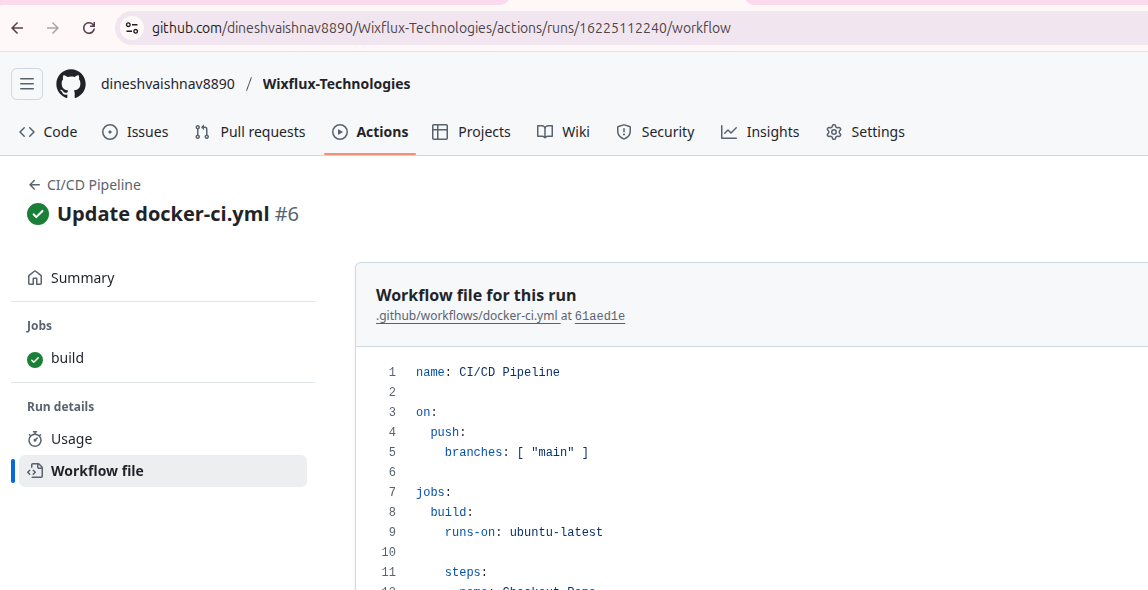 github.com/dineshvaishnav8890/Wixflux-Technologies/actions/runs/16225112240/workflow
dineshvaishnav8890 / Wixflux-Technologies
Code Issues Pull requests Actions Projects Wiki Security Insights Settings
CI/CD Pipeline
Update docker-ci.yml #6
Summary
Jobs
build
Run details
Usage
Workflow file
Workflow file for this run
.github/workflows/docker-ci.yml at 61aed1e
1 name: CI/CD Pipeline
2
3 on:
4 push:
5 branches: [ "main" ]
6
7 jobs:
8 build:
9 runs-on: ubuntu-latest
10
11 steps: